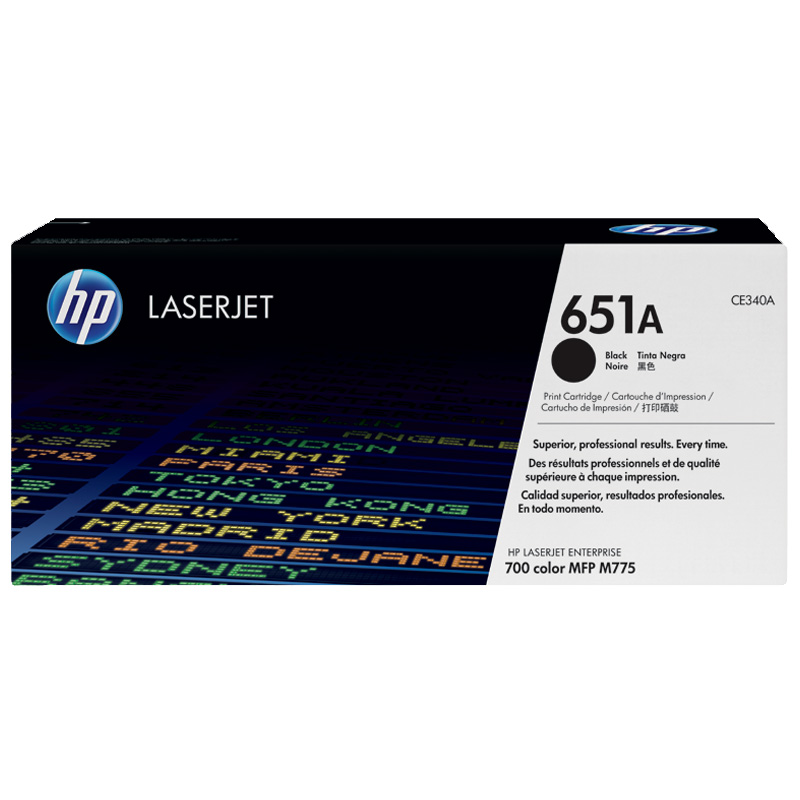 hp
hp
LASERJET
651A
CE340A
Black Tinta Negra
Noire 黑色
Print Cartridge / Cartouche d'Impression /
Cartucho de Impresión / 打印硒鼓
Superior, professional results. Every time.
Des résultats professionnels et de qualité
supérieure à chaque impression.
Calidad superior, resultados profesionales.
En todo momento.
HP LASERJET ENTERPRISE
700 color MFP M775
LOS ANGELE
LONDON
MIAMI
PARIS
TOKYO
HONG KONG
NEW YORK
MADRID
RIO DEJANE
SYDNEY